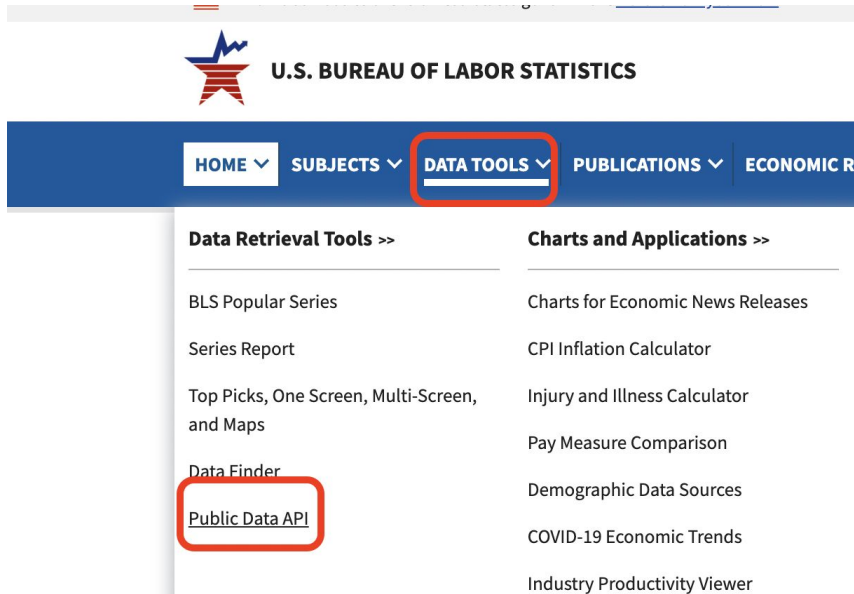 U.S. BUREAU OF LABOR STATISTICS
HOME SUBJECTS DATA TOOLS PUBLICATIONS ECONOMIC R
Data Retrieval Tools >>
BLS Popular Series
Series Report
Top Picks, One Screen, Multi-Screen,
and Maps
Data Finder
Public Data API
Charts and Applications >>
Charts for Economic News Releases
CPI Inflation Calculator
Injury and Illness Calculator
Pay Measure Comparison
Demographic Data Sources
COVID-19 Economic Trends
Industry Productivity Viewer